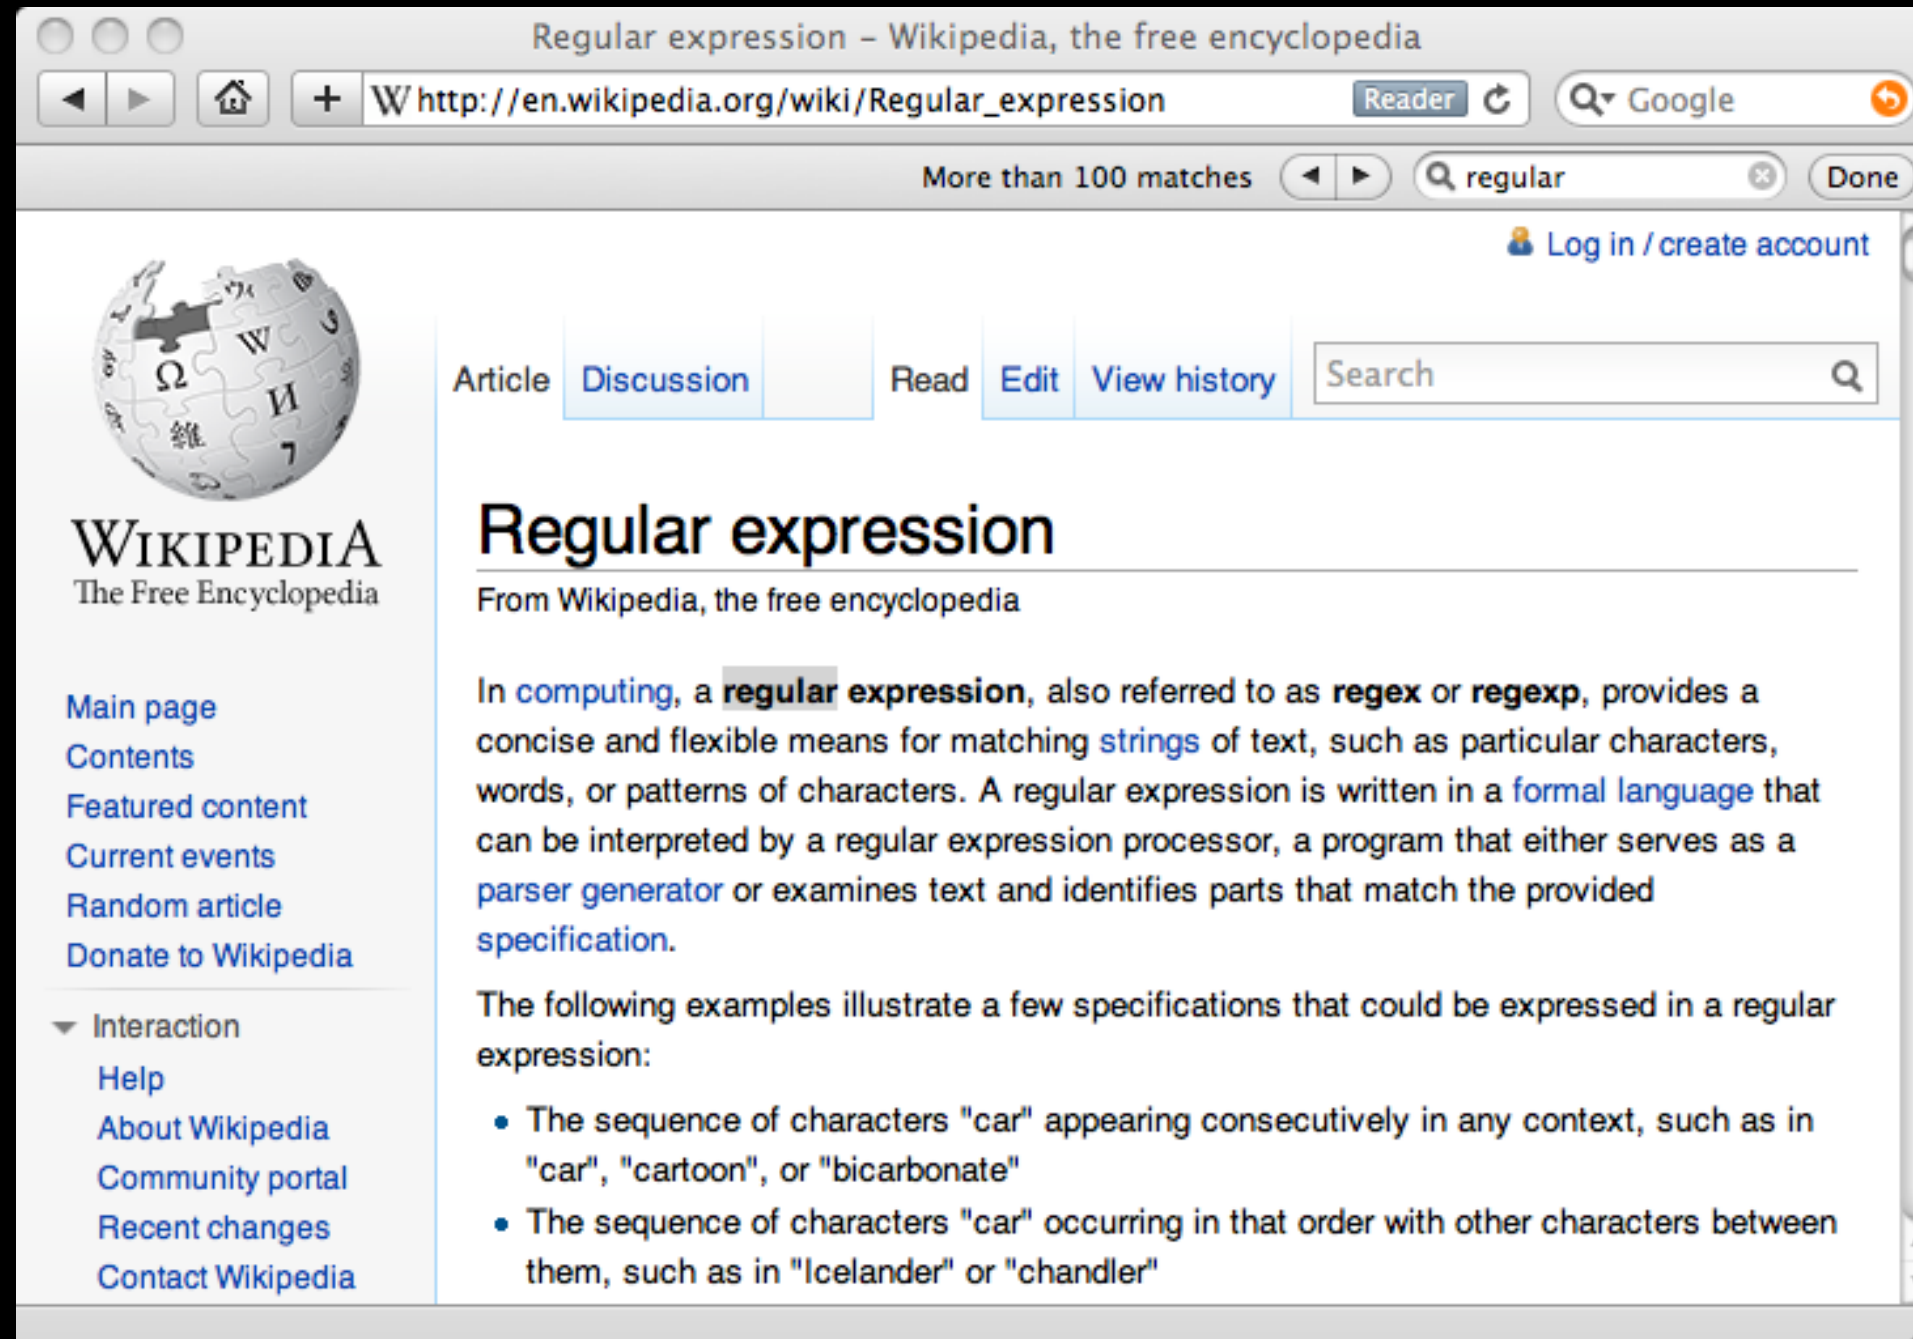 Regular expression – Wikipedia, the free encyclopedia
W http://en.wikipedia.org/wiki/Regular_expression Reader Google
More than 100 matches regular Done
Log in / create account
Ω W И 維 7
WIKIPEDIA
The Free Encyclopedia
Article Discussion Read Edit View history Search
Main page
Contents
Featured content
Current events
Random article
Donate to Wikipedia
Interaction
Help
About Wikipedia
Community portal
Recent changes
Contact Wikipedia
Regular expression
From Wikipedia, the free encyclopedia
In computing, a regular expression, also referred to as regex or regexp, provides a
concise and flexible means for matching strings of text, such as particular characters,
words, or patterns of characters. A regular expression is written in a formal language that
can be interpreted by a regular expression processor, a program that either serves as a
parser generator or examines text and identifies parts that match the provided
specification.
The following examples illustrate a few specifications that could be expressed in a regular
expression:
• The sequence of characters "car" appearing consecutively in any context, such as in
"car", "cartoon", or "bicarbonate"
• The sequence of characters "car" occurring in that order with other characters between
them, such as in "Icelander" or "chandler"